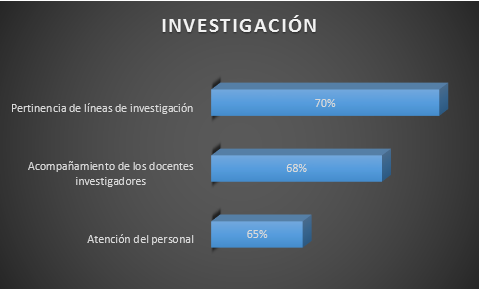 INVESTIGACIÓN
Pertinencia de líneas de investigación
70%
Acompañamiento de los docentes
investigadores
68%
Atención del personal
65%